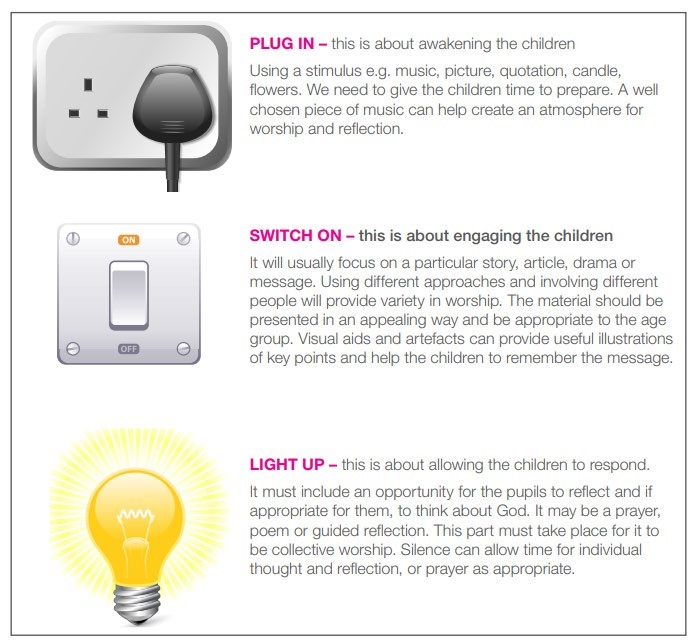 PLUG IN – this is about awakening the children
Using a stimulus e.g. music, picture, quotation, candle,
flowers. We need to give the children time to prepare. A well
chosen piece of music can help create an atmosphere for
worship and reflection.
ON
OFF
SWITCH ON – this is about engaging the children
It will usually focus on a particular story, article, drama or
message. Using different approaches and involving different
people will provide variety in worship. The material should be
presented in an appealing way and be appropriate to the age
group. Visual aids and artefacts can provide useful illustrations
of key points and help the children to remember the message.
LIGHT UP – this is about allowing the children to respond.
It must include an opportunity for the pupils to reflect and if
appropriate for them, to think about God. It may be a prayer,
poem or guided reflection. This part must take place for it to
be collective worship. Silence can allow time for individual
thought and reflection, or prayer as appropriate.